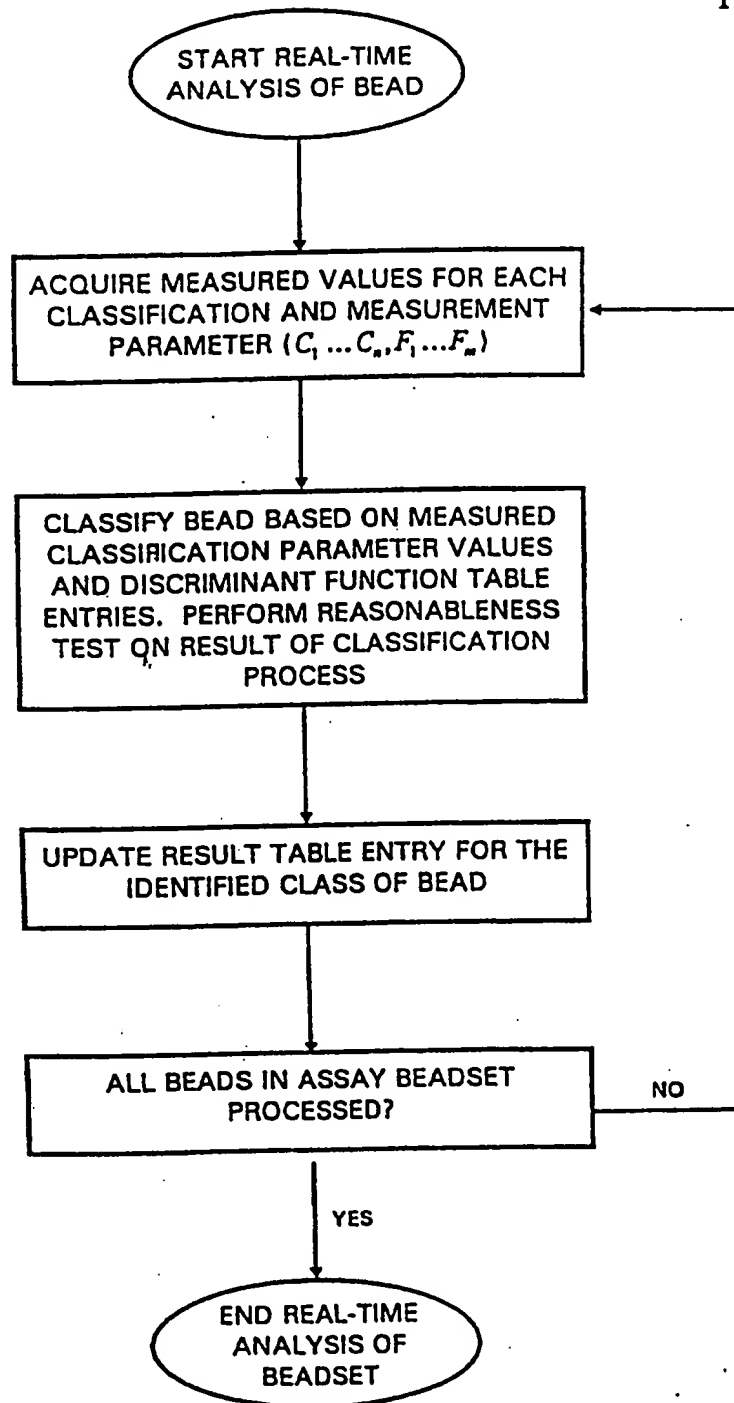 START REAL-TIME
ANALYSIS OF BEAD
ACQUIRE MEASURED VALUES FOR EACH
CLASSIFICATION AND MEASUREMENT
PARAMETER (C₁ ...Cₙ,F₁...Fₘ)
CLASSIFY BEAD BASED ON MEASURED
CLASSIFICATION PARAMETER VALUES
AND DISCRIMINANT FUNCTION TABLE
ENTRIES. PERFORM REASONABLENESS
TEST ON RESULT OF CLASSIFICATION
PROCESS
UPDATE RESULT TABLE ENTRY FOR THE
IDENTIFIED CLASS OF BEAD
ALL BEADS IN ASSAY BEADSET
PROCESSED?
NO
YES
END REAL-TIME
ANALYSIS OF
BEADSET